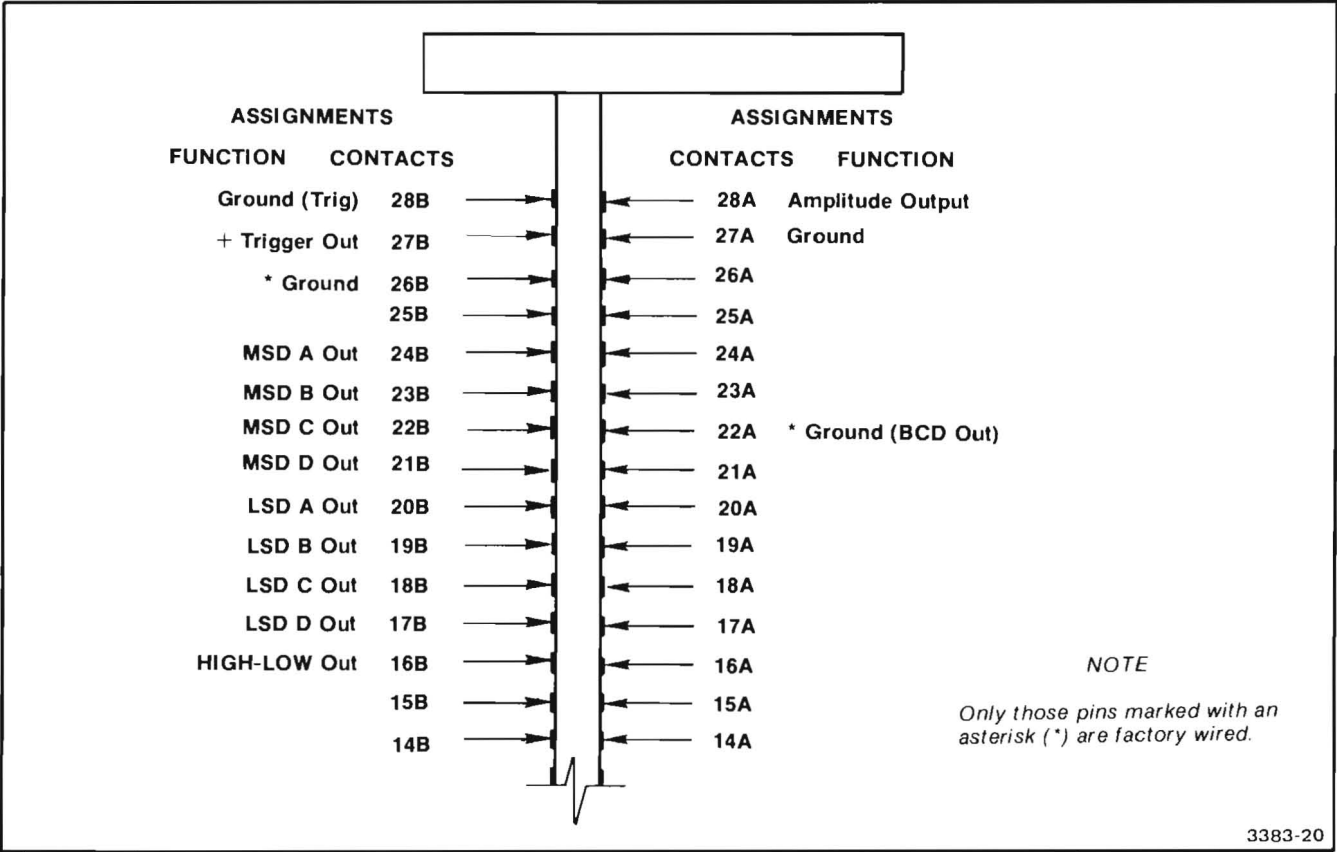 ASSIGNMENTS ASSIGNMENTS
FUNCTION CONTACTS CONTACTS FUNCTION
Ground (Trig) 28B 28A Amplitude Output
+ Trigger Out 27B 27A Ground
* Ground 26B 26A
25B 25A
MSD A Out 24B 24A
MSD B Out 23B 23A
MSD C Out 22B 22A * Ground (BCD Out)
MSD D Out 21B 21A
LSD A Out 20B 20A
LSD B Out 19B 19A
LSD C Out 18B 18A
LSD D Out 17B 17A
HIGH-LOW Out 16B 16A
15B 15A
14B 14A
NOTE
Only those pins marked with an
asterisk (*) are factory wired.
3383-20